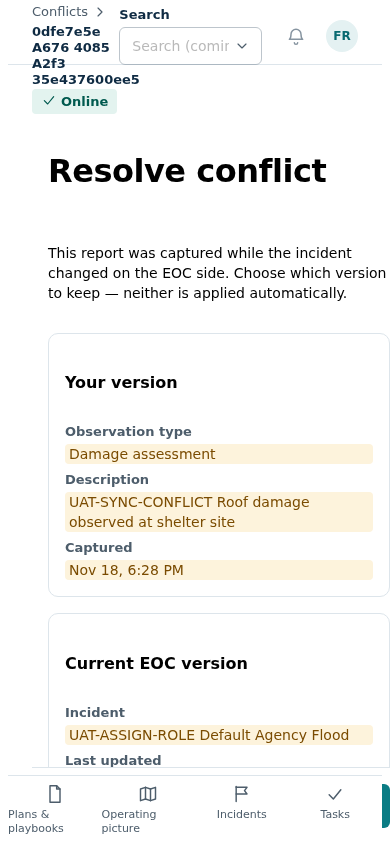 Conflicts
0dfe7e5e
A676 4085
A2f3
35e437600ee5
Search
Search (comir
FR
Online
Resolve conflict
This report was captured while the incident
changed on the EOC side. Choose which version
to keep — neither is applied automatically.
Your version
Observation type
Damage assessment
Description
UAT-SYNC-CONFLICT Roof damage
observed at shelter site
Captured
Nov 18, 6:28 PM
Current EOC version
Incident
UAT-ASSIGN-ROLE Default Agency Flood
Last updated
Plans &
playbooks
Operating
picture
Incidents
Tasks